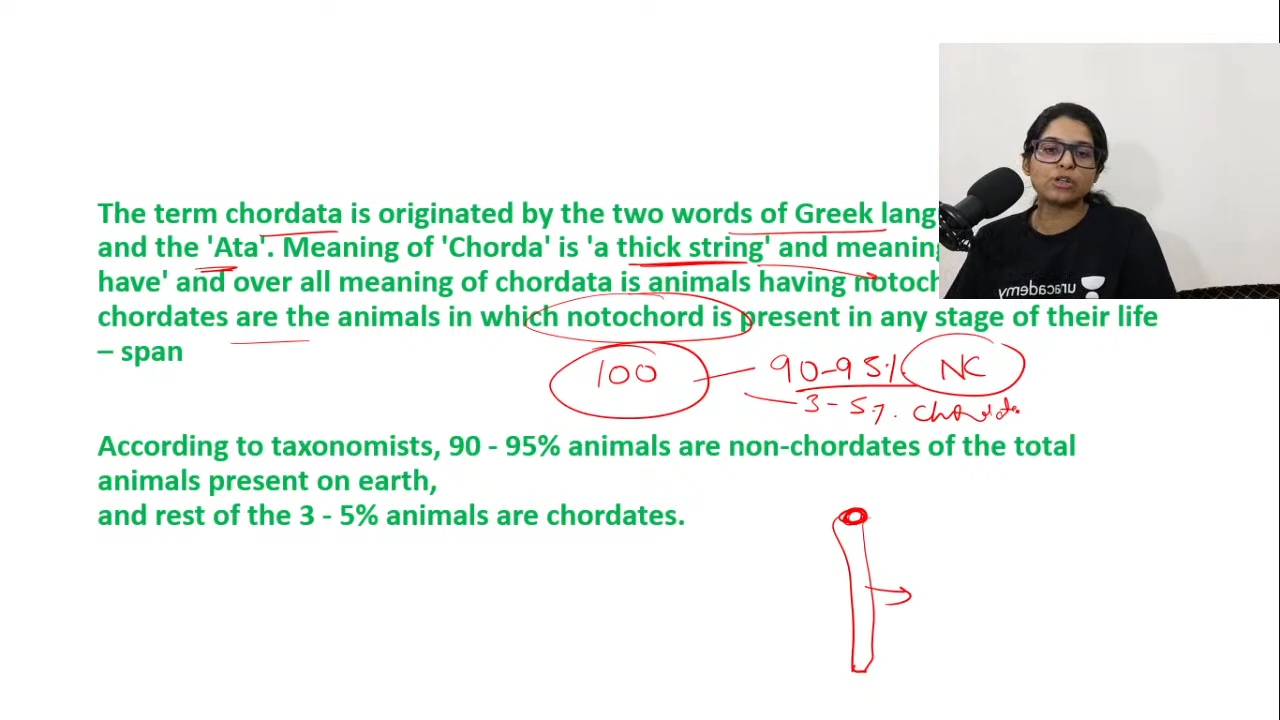 The term chordata is originated by the two words of Greek lang
and the 'Ata'. Meaning of 'Chorda' is 'a thick string' and meaning
have' and over all meaning of chordata is animals having notoch
chordates are the animals in which notochord is present in any stage of their life
– span
100
90-95% NC
3-5% chordata
According to taxonomists, 90 - 95% animals are non-chordates of the total
animals present on earth,
and rest of the 3 - 5% animals are chordates.
unacademy